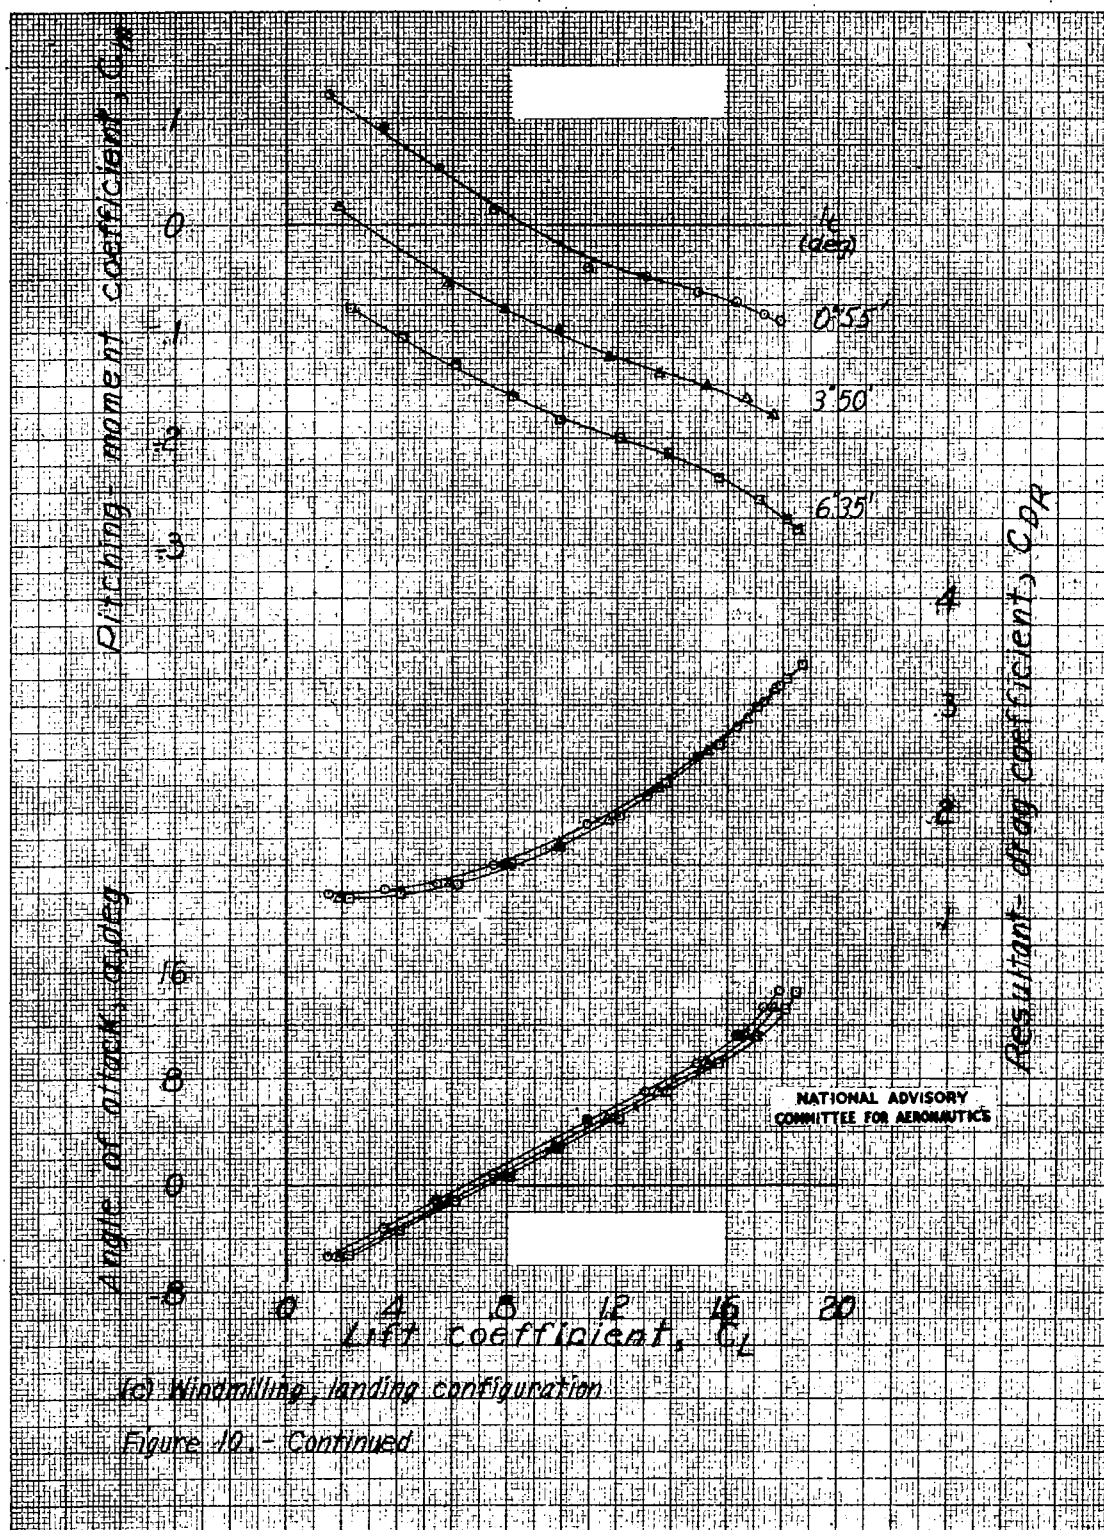 Pitching-moment coefficient, Cm
.1
0
-.1
-.2
-.3
it
(deg)
0°55'
3°50'
6°35'
Resultant-drag coefficient, CDR
.4
.3
.2
.1
Angle of attack, α, deg
16
8
0
-8
NATIONAL ADVISORY
COMMITTEE FOR AERONAUTICS
0 .4 .8 1.2 1.6 2.0
Lift coefficient, CL
(c) Windmilling, landing configuration
Figure 10.- Continued